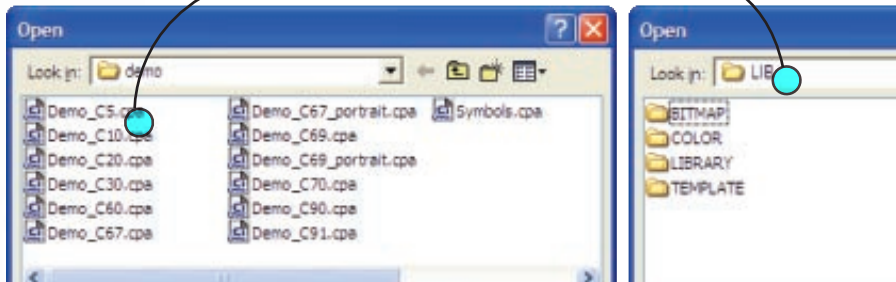 Open
Look in: demo
Demo_C5.cpa
Demo_C10.cpa
Demo_C20.cpa
Demo_C30.cpa
Demo_C60.cpa
Demo_C67.cpa
Demo_C67_portrait.cpa
Demo_C69.cpa
Demo_C69_portrait.cpa
Demo_C70.cpa
Demo_C90.cpa
Demo_C91.cpa
Symbols.cpa
Open
Look in: LIB
BITMAP
COLOR
LIBRARY
TEMPLATE